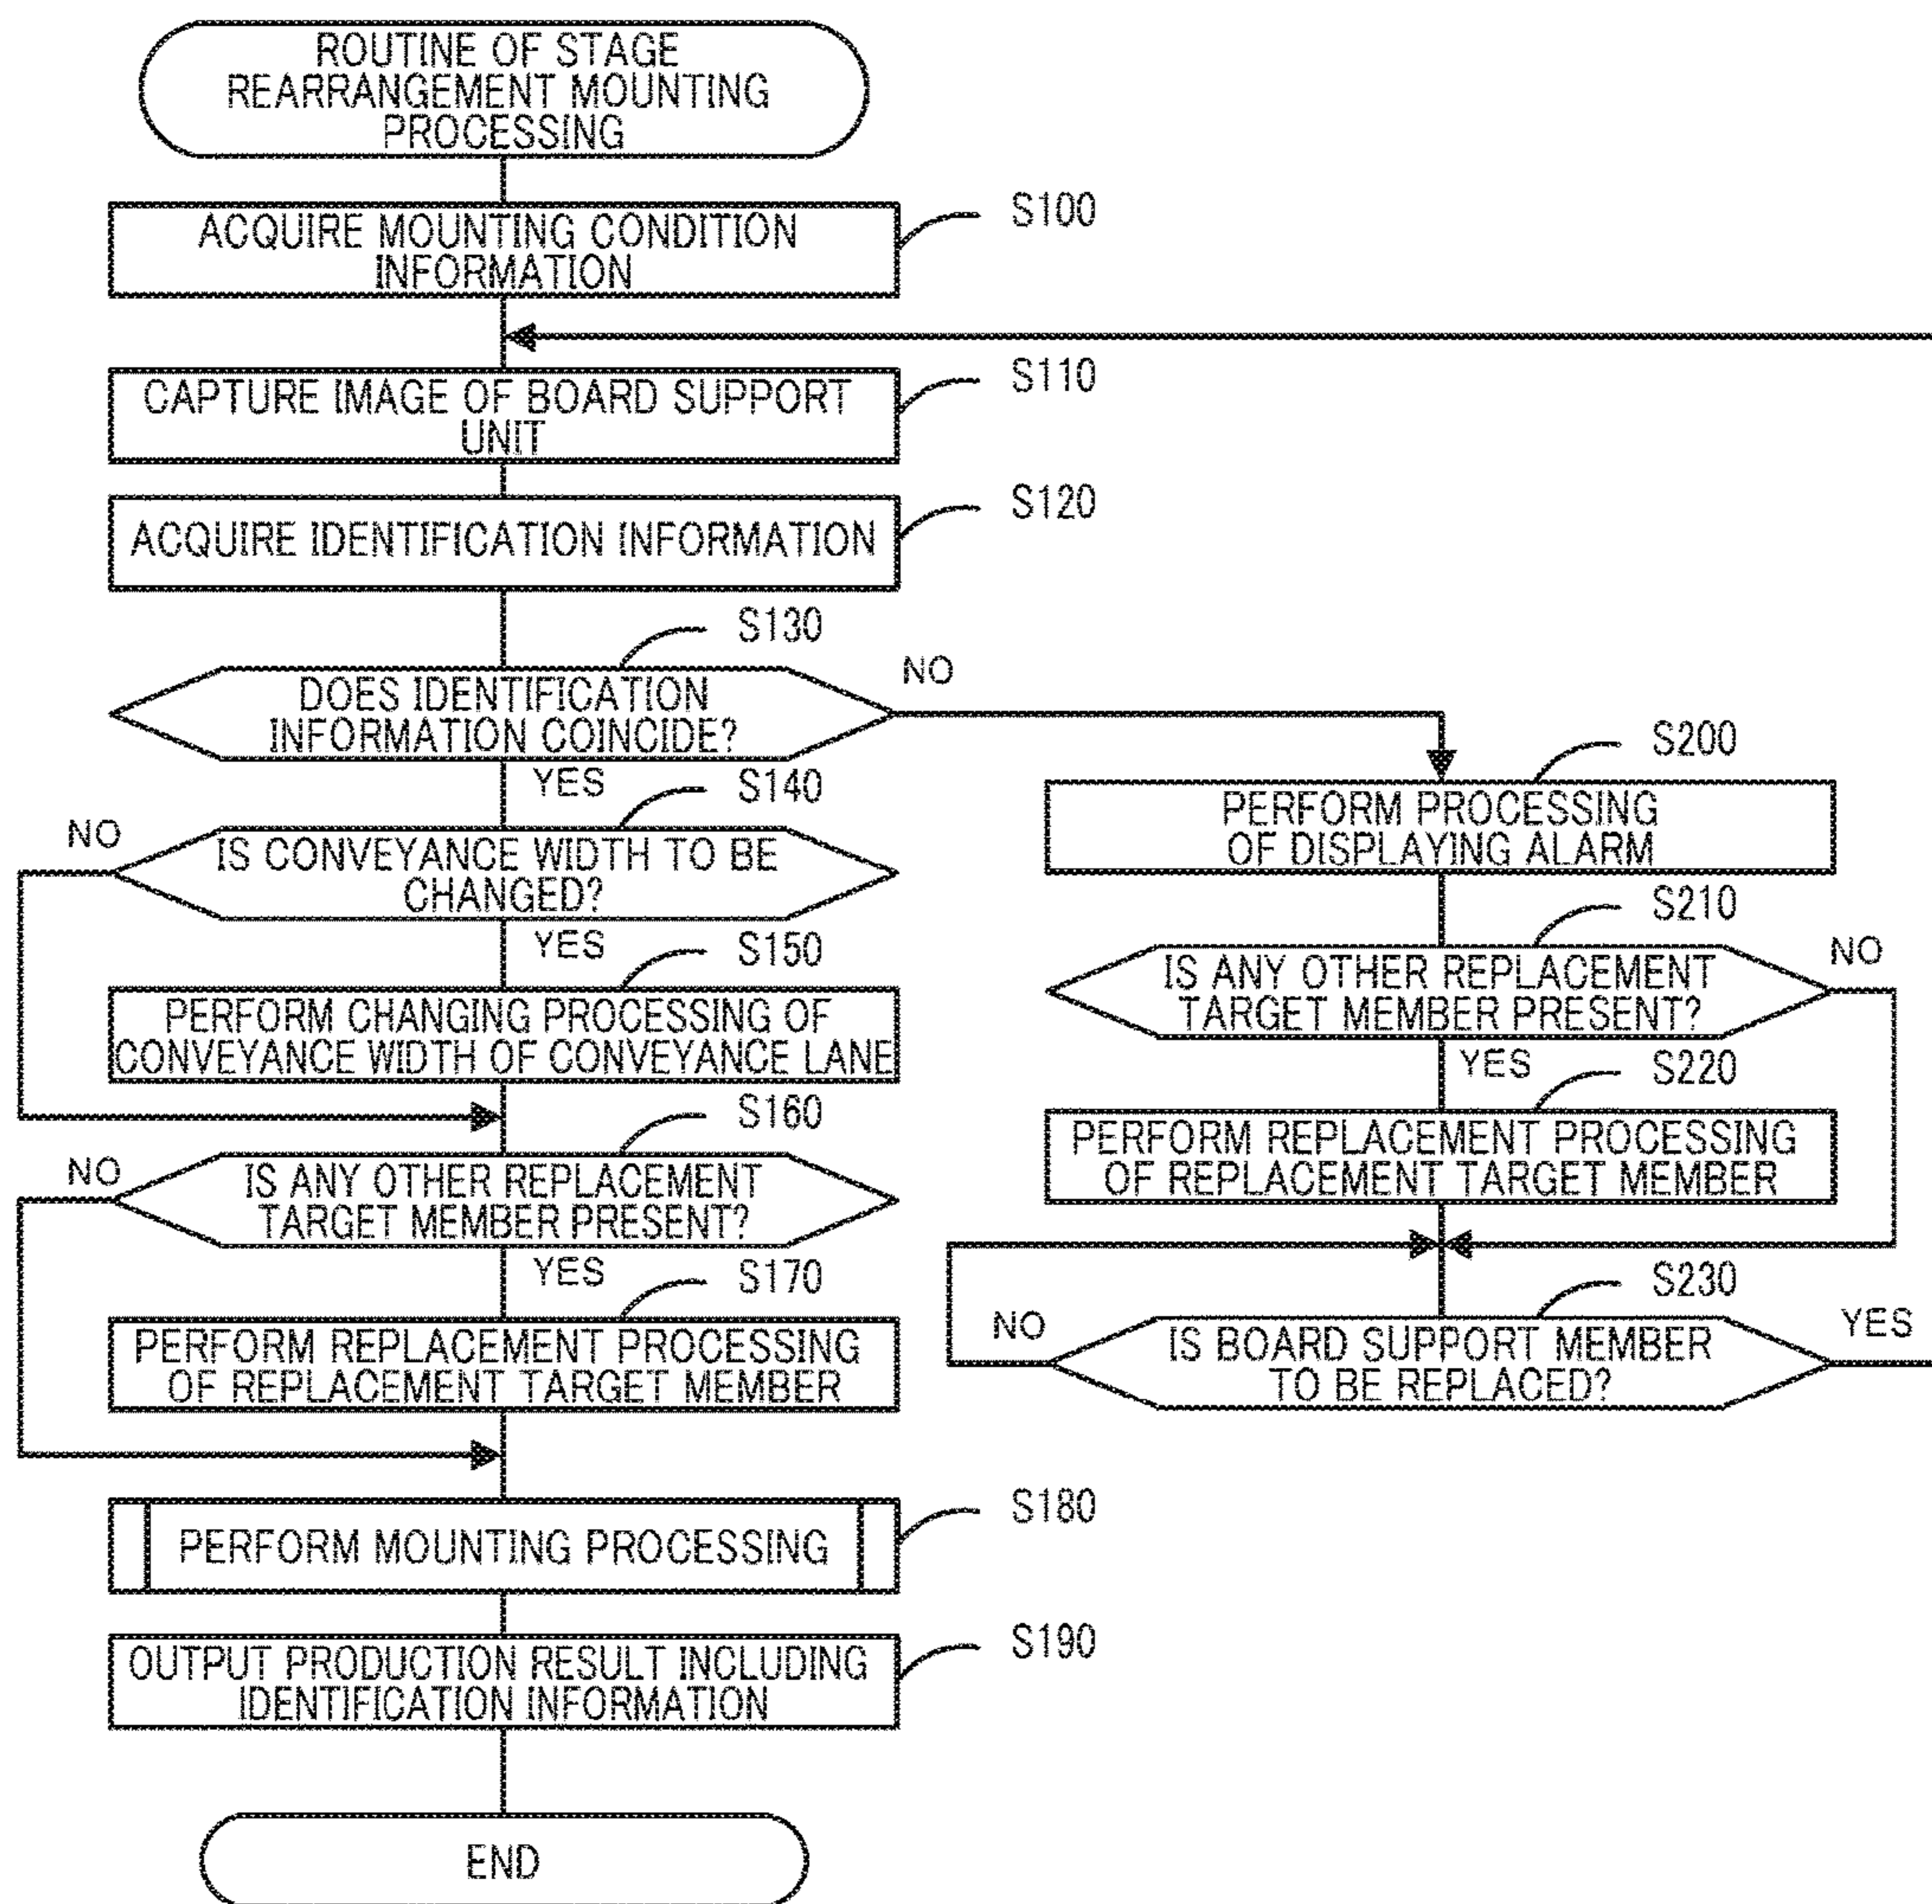 ROUTINE OF STAGE
REARRANGEMENT MOUNTING
PROCESSING
ACQUIRE MOUNTING CONDITION
INFORMATION
S100
CAPTURE IMAGE OF BOARD SUPPORT
UNIT
S110
ACQUIRE IDENTIFICATION INFORMATION
S120
S130
DOES IDENTIFICATION
INFORMATION COINCIDE?
NO
YES
S140
NO
IS CONVEYANCE WIDTH TO BE
CHANGED?
YES
S150
PERFORM CHANGING PROCESSING OF
CONVEYANCE WIDTH OF CONVEYANCE LANE
S160
NO
IS ANY OTHER REPLACEMENT
TARGET MEMBER PRESENT?
YES
S170
PERFORM REPLACEMENT PROCESSING
OF REPLACEMENT TARGET MEMBER
PERFORM MOUNTING PROCESSING
S180
OUTPUT PRODUCTION RESULT INCLUDING
IDENTIFICATION INFORMATION
S190
END
S200
PERFORM PROCESSING
OF DISPLAYING ALARM
S210
IS ANY OTHER REPLACEMENT
TARGET MEMBER PRESENT?
NO
YES
S220
PERFORM REPLACEMENT PROCESSING
OF REPLACEMENT TARGET MEMBER
S230
NO
IS BOARD SUPPORT MEMBER
TO BE REPLACED?
YES